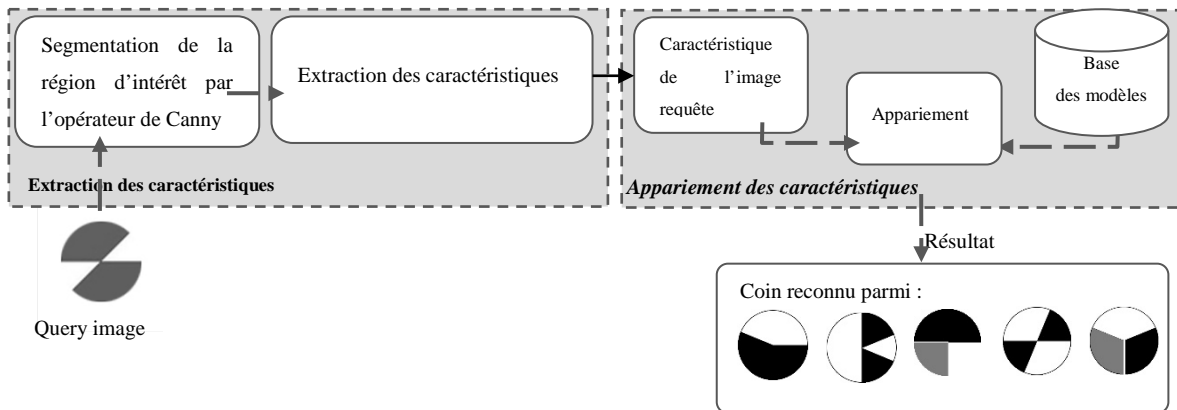 Segmentation de la
région d’intérêt par
l’opérateur de Canny
Extraction des caractéristiques
Extraction des caractéristiques
Caractéristique
de l’image
requête
Appariement
Base
des modèles
Appariement des caractéristiques
Résultat
Query image
Coin reconnu parmi :